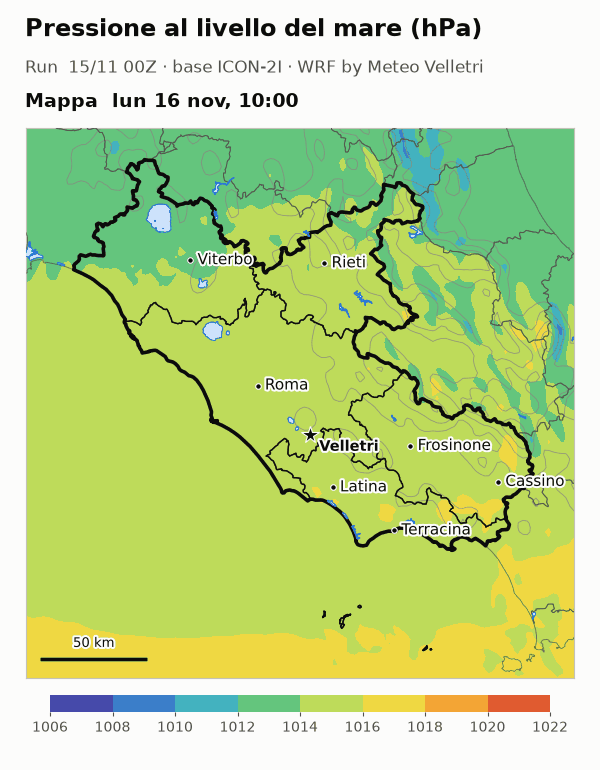 Pressione al livello del mare (hPa)
Run  15/11 00Z · base ICON-2I · WRF by Meteo Velletri
Mappa  lun 16 nov, 10:00
Viterbo
Rieti
Roma
Velletri
Frosinone
Cassino
Latina
Terracina
50 km
1006 1008 1010 1012 1014 1016 1018 1020 1022